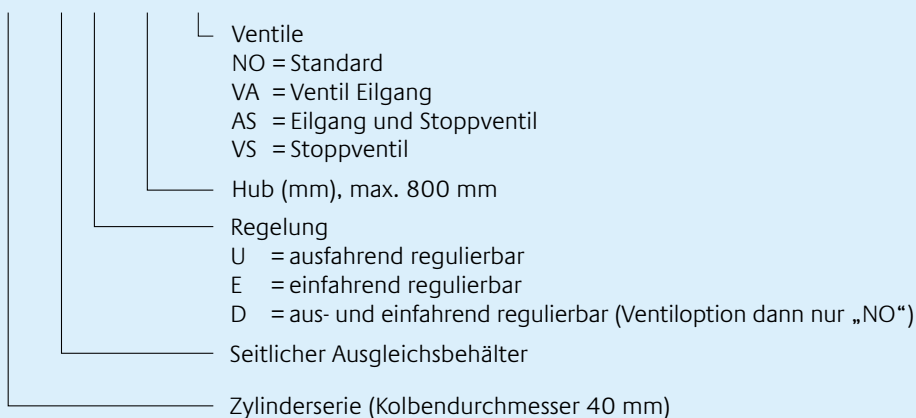 Ventile
NO = Standard
VA = Ventil Eilgang
AS = Eilgang und Stoppventil
VS = Stoppventil
Hub (mm), max. 800 mm
Regelung
U = ausfahrend regulierbar
E = einfahrend regulierbar
D = aus- und einfahrend regulierbar (Ventiloption dann nur „NO“)
Seitlicher Ausgleichsbehälter
Zylinderserie (Kolbendurchmesser 40 mm)